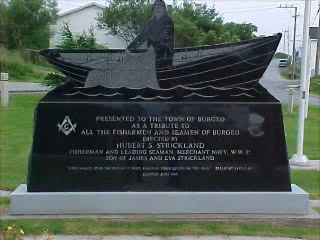 PRESENTED TO THE TOWN OF BURGEO
AS A TRIBUTE TO
ALL THE FISHERMEN AND SEAMEN OF BURGEO
ERECTED BY
HUBERT S. STRICKLAND
FISHERMAN AND LEADING SEAMAN, MERCHANT NAVY, W.W. 2
SON OF JAMES AND EVA STRICKLAND